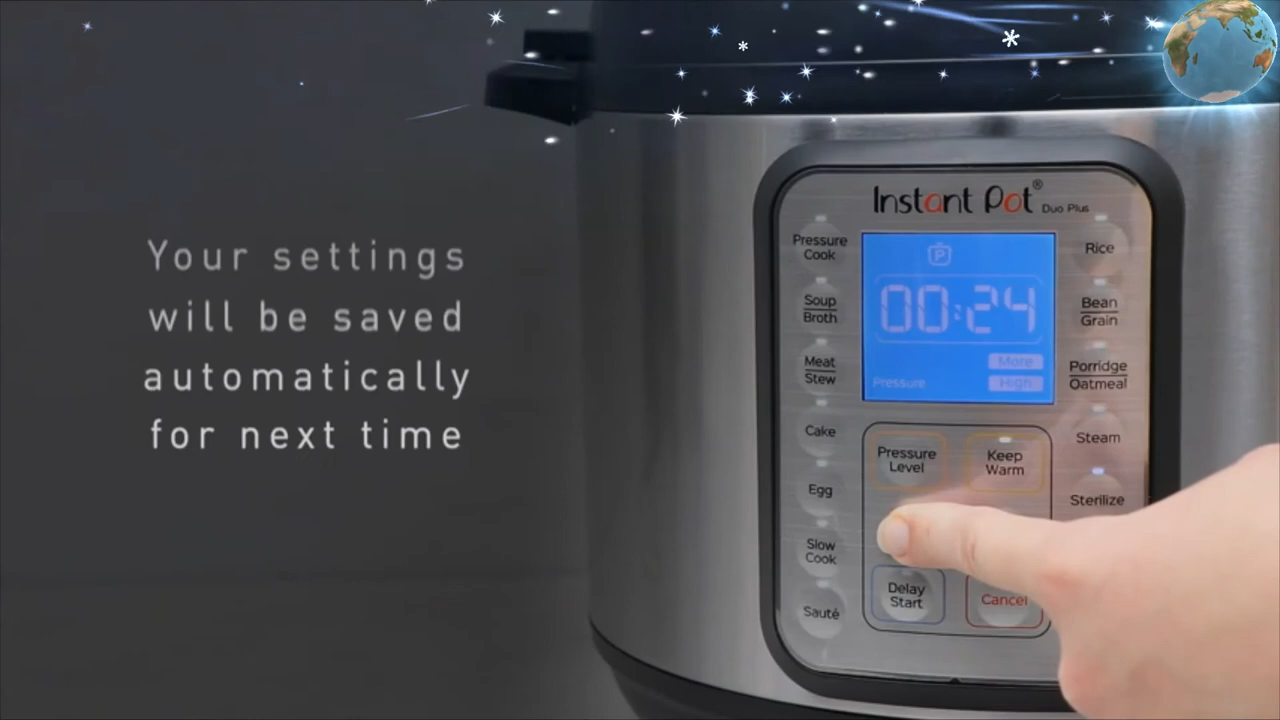 Your settings
will be saved
automatically
for next time
Instant Pot®
Duo Plus
Pressure
Cook
Soup
Broth
Meat
Stew
Cake
Egg
Slow
Cook
Sauté
P
00:24
More
Pressure
High
Rice
Bean
Grain
Porridge
Oatmeal
Steam
Sterilize
Pressure
Level
Keep
Warm
Delay
Start
Cancel